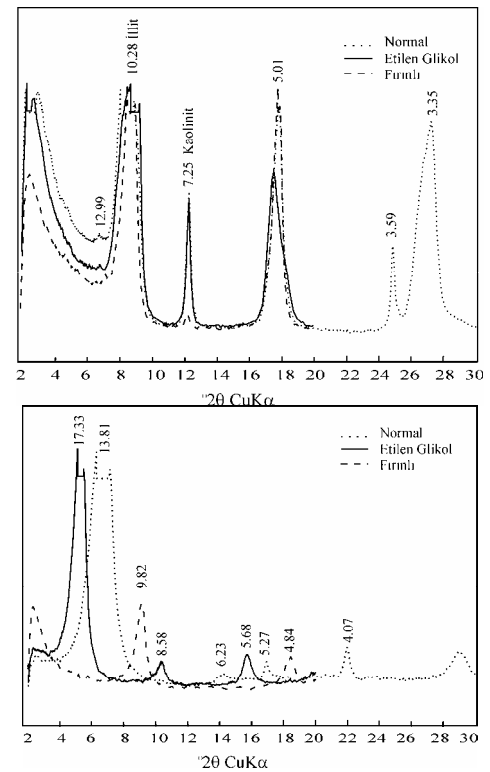 Normal
Etilen Glikol
Fırınlı
12.99
10.28 İllit
7.25 Kaolinit
5.01
3.59
3.35
2 4 6 8 10 12 14 16 18 20 22 24 26 28 30
°2θ CuKα
Normal
Etilen Glikol
Fırınlı
17.33
13.81
9.82
8.58
6.23
5.68
5.27
4.84
4.07
2 4 6 8 10 12 14 16 18 20 22 24 26 28 30
°2θ CuKα